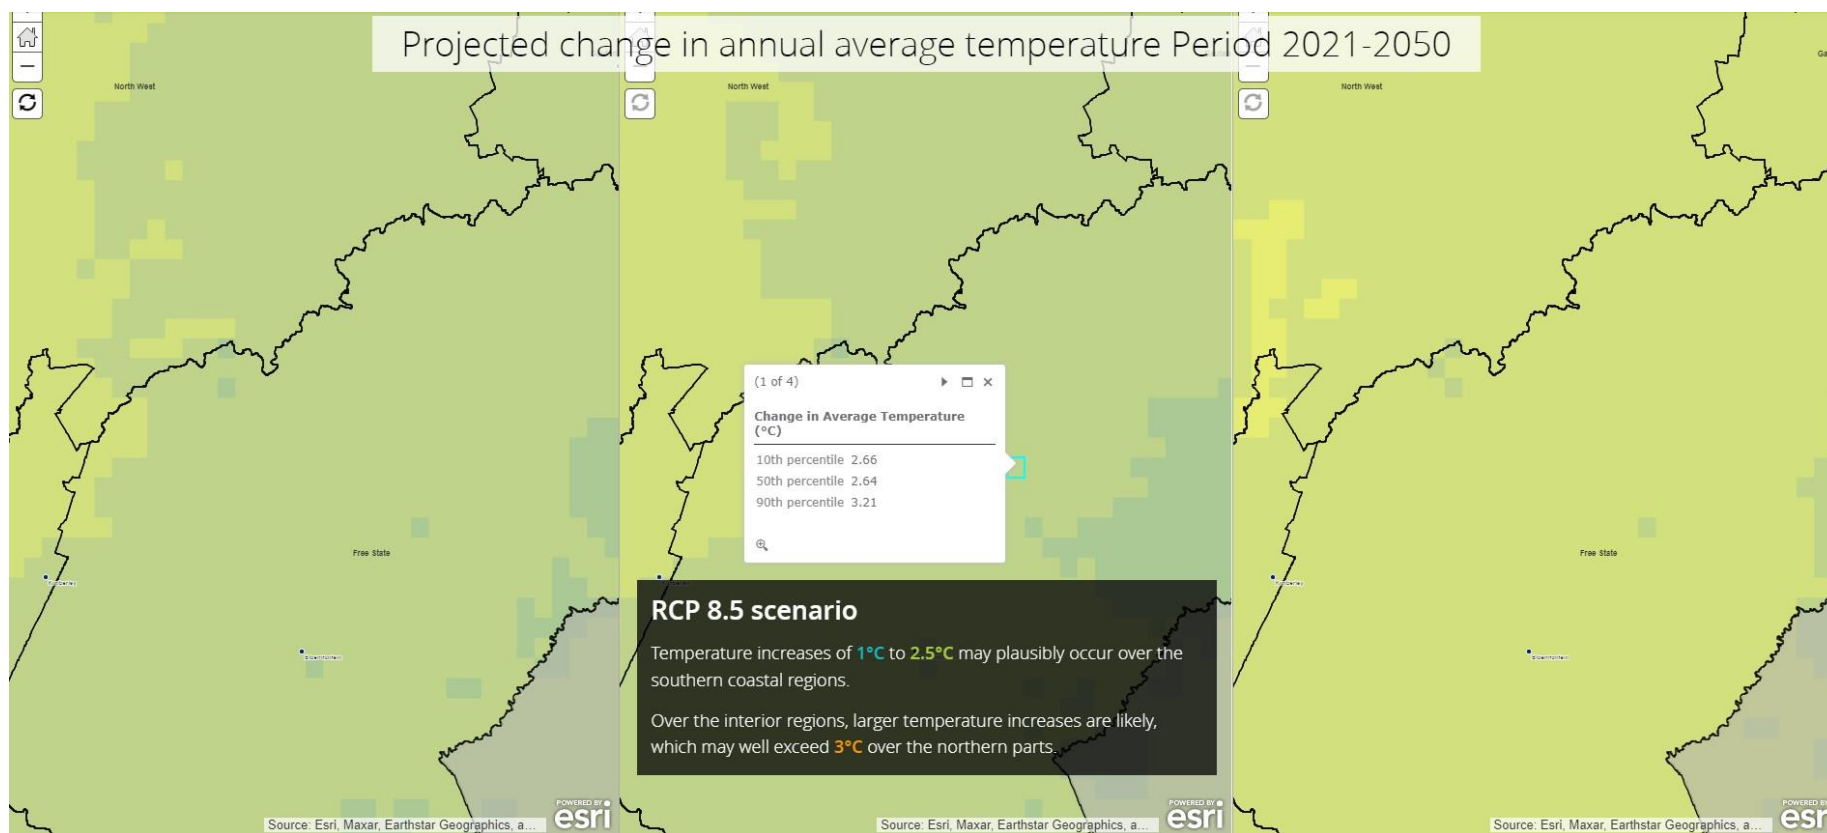 Projected change in annual average temperature Period 2021-2050
North West
North West
North West
Ga
(1 of 4)
Change in Average Temperature
(°C)
10th percentile 2.66
50th percentile 2.64
90th percentile 3.21
Free State
Free State
Kimberley
Kimberley
Bloemfontein
Bloemfontein
RCP 8.5 scenario
Temperature increases of 1°C to 2.5°C may plausibly occur over the
southern coastal regions.
Over the interior regions, larger temperature increases are likely,
which may well exceed 3°C over the northern parts.
Source: Esri, Maxar, Earthstar Geographics, a...
POWERED BY
esri
Source: Esri, Maxar, Earthstar Geographics, a...
POWERED BY
esri
Source: Esri, Maxar, Earthstar Geographics, a...
POWERED BY
esri